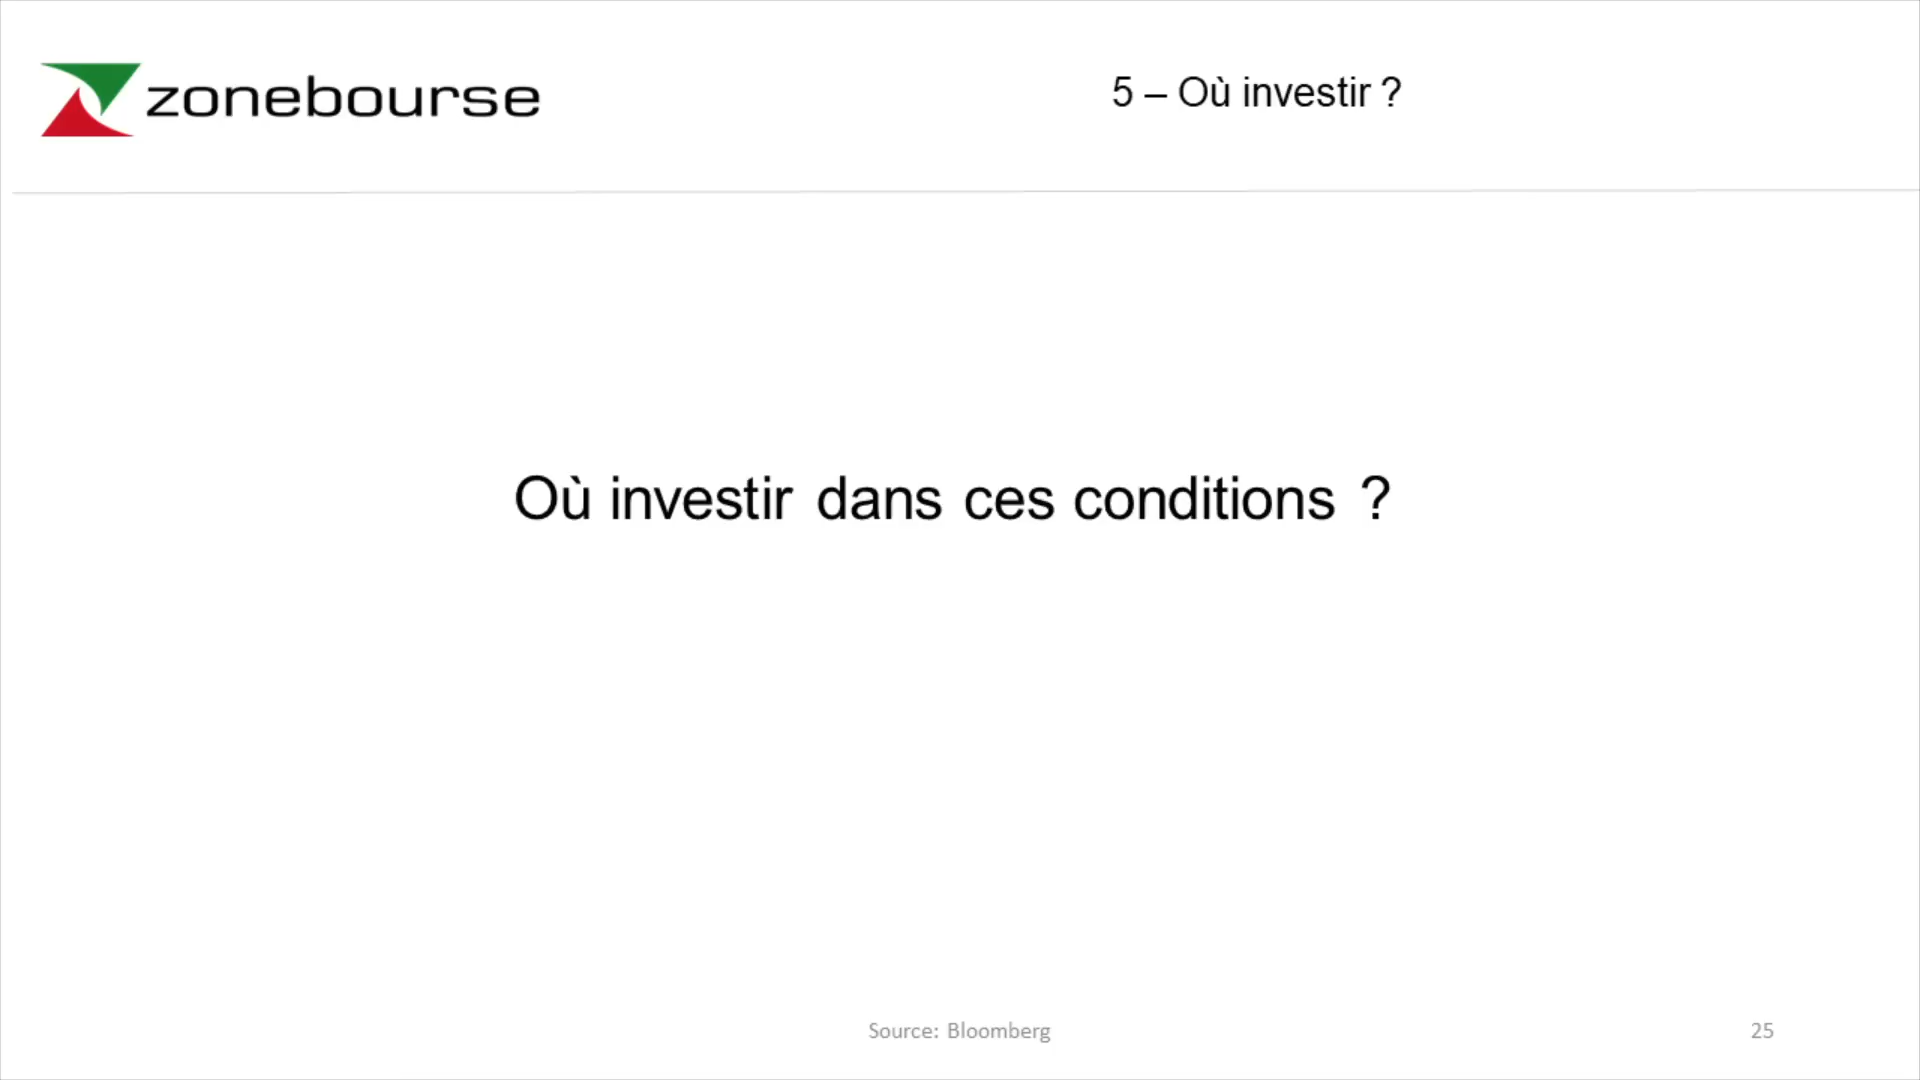 zonebourse
5 – Où investir ?
Où investir dans ces conditions ?
Source: Bloomberg
25